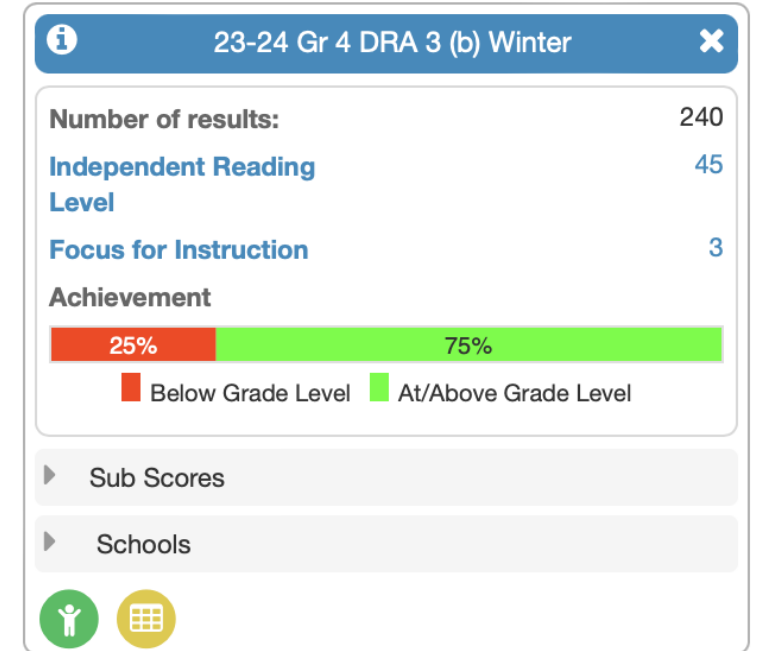 23-24 Gr 4 DRA 3 (b) Winter
Number of results: 240
Independent Reading Level 45
Focus for Instruction 3
Achievement
25% 75%
Below Grade Level At/Above Grade Level
Sub Scores
Schools